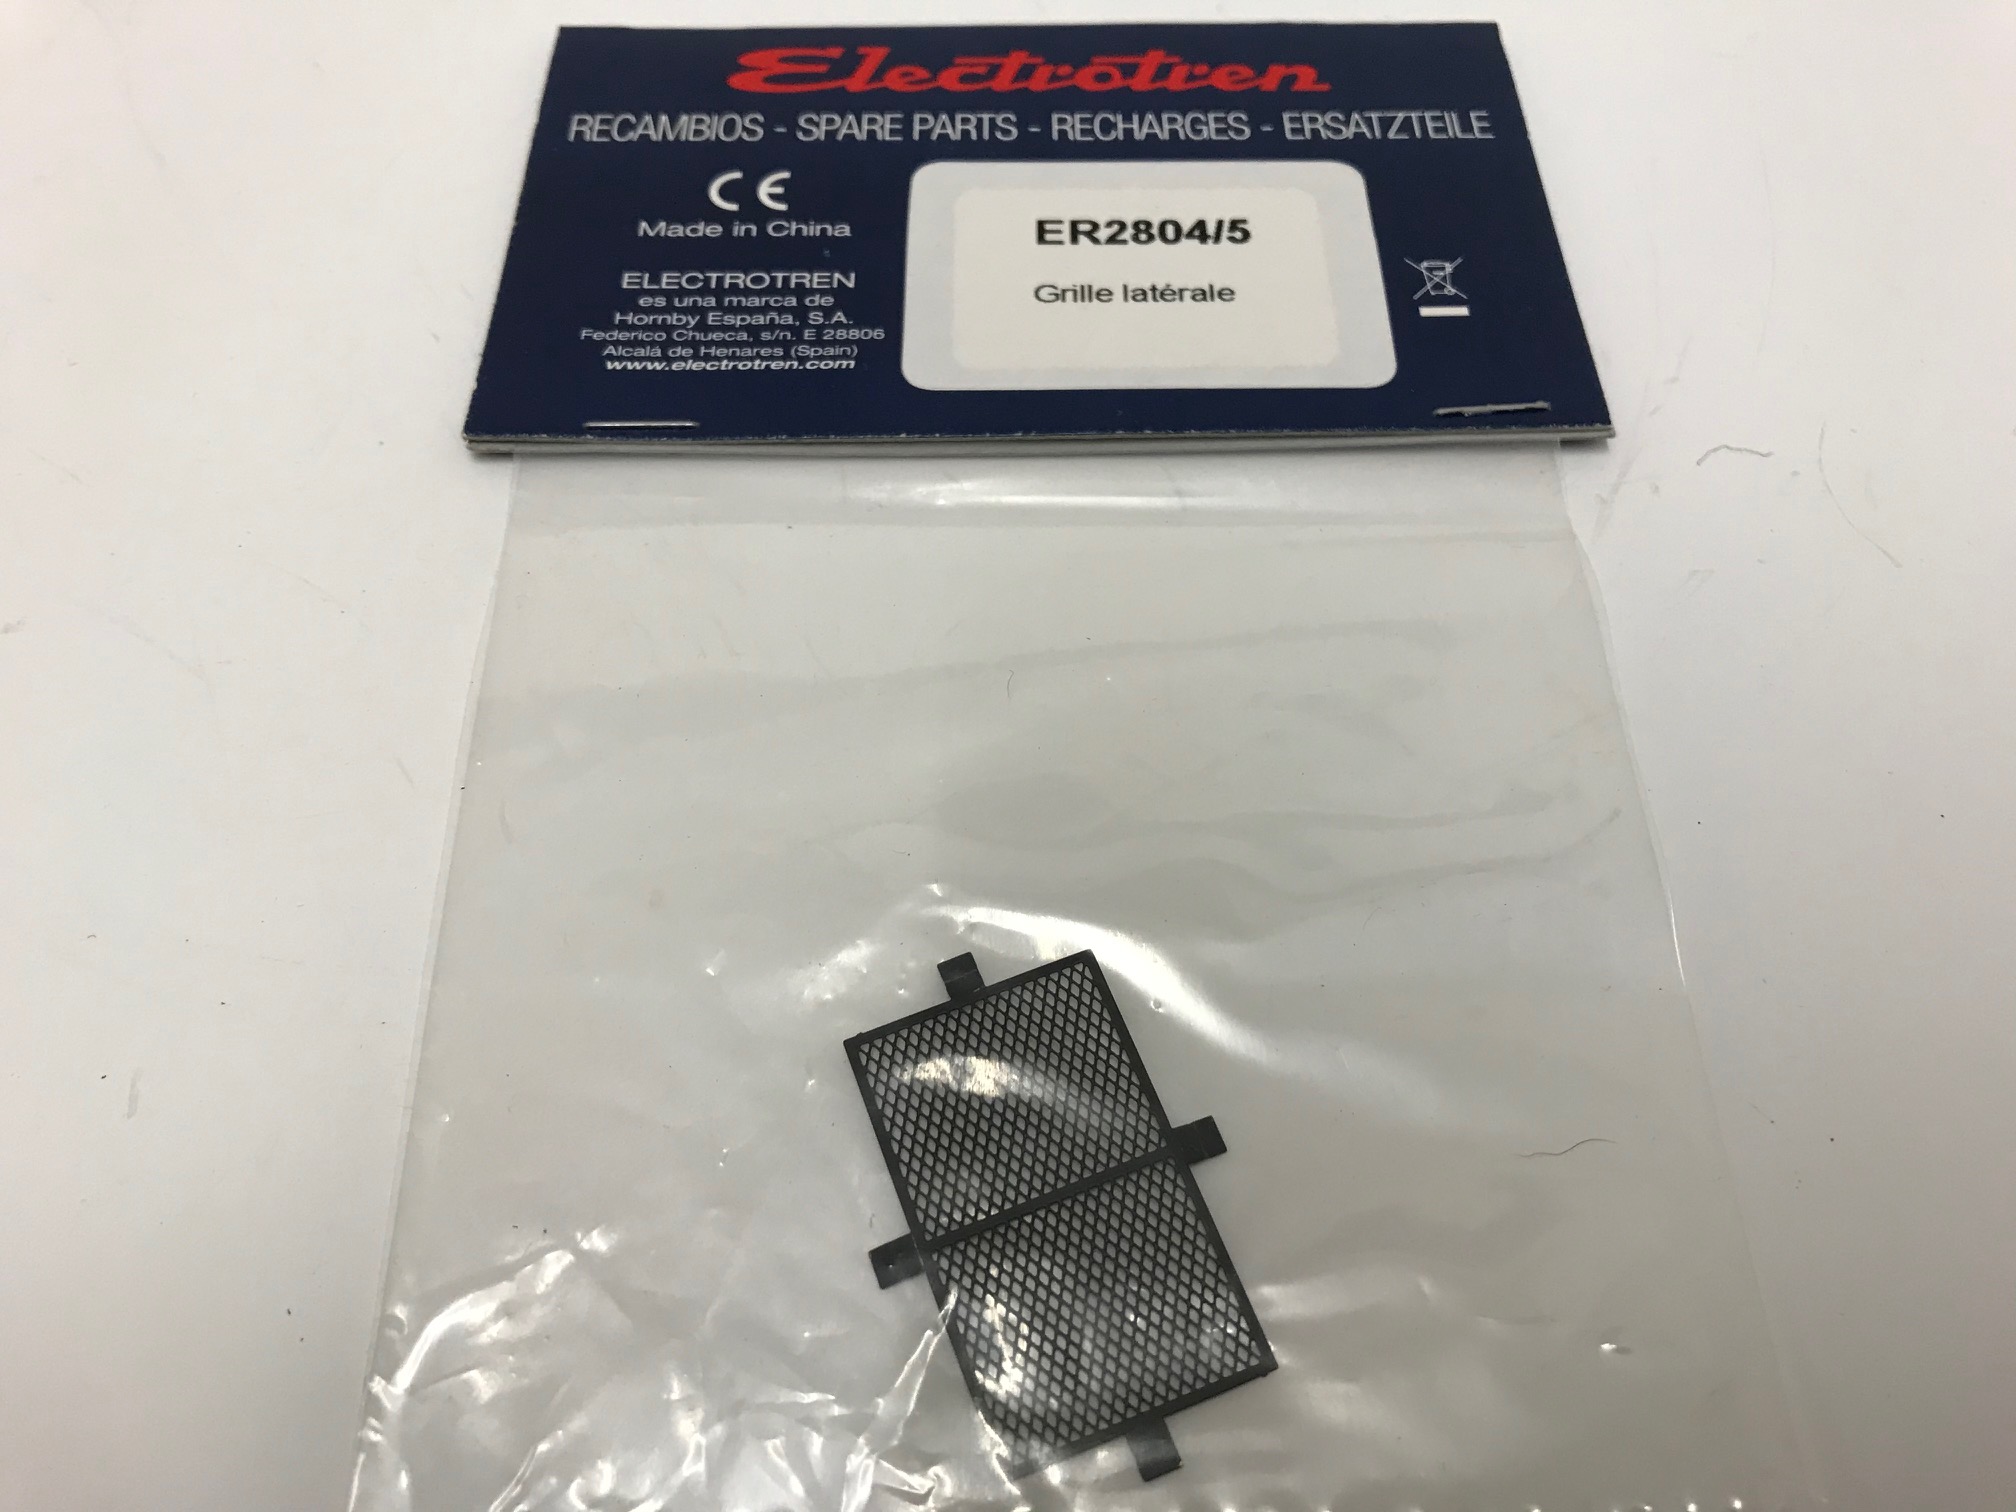 Electrotren
RECAMBIOS - SPARE PARTS - RECHARGES - ERSATZTEILE
CE
Made in China
ELECTROTREN
es una marca de
Hornby España, S.A.
Federico Chueca, s/n. E 28806
Alcalá de Henares (Spain)
www.electrotren.com
ER2804/5
Grille latérale